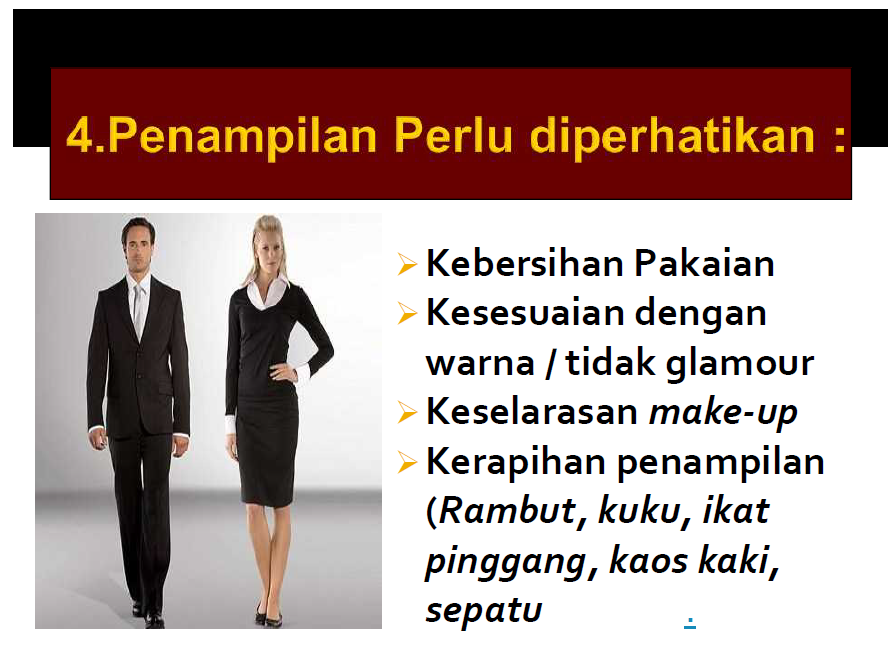 4.Penampilan Perlu diperhatikan :
Kebersihan Pakaian
Kesesuaian dengan
warna / tidak glamour
Keselarasan make-up
Kerapihan penampilan
(Rambut, kuku, ikat
pinggang, kaos kaki,
sepatu .